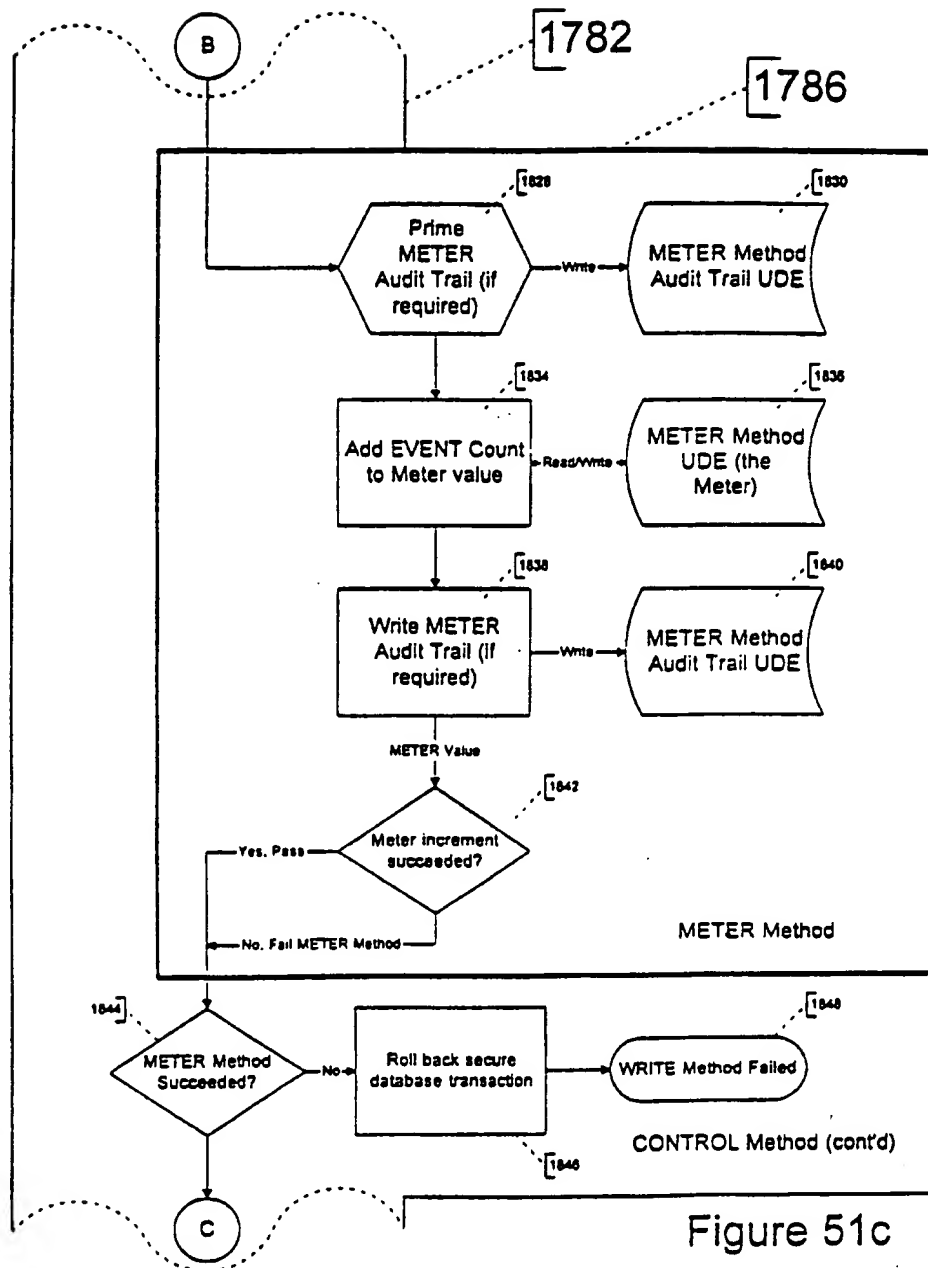 B
1782
1786
1828
Prime
METER
Audit Trail (if
required)
Write
1830
METER Method
Audit Trail UDE
1834
Add EVENT Count
to Meter value
Read/Write
1836
METER Method
UDE (the
Meter)
1838
Write METER
Audit Trail (if
required)
Write
1840
METER Method
Audit Trail UDE
METER Value
1842
Meter increment
succeeded?
Yes, Pass
No, Fail METER Method
METER Method
1844
METER Method
Succeeded?
No
Roll back secure
database transaction
1846
1848
WRITE Method Failed
CONTROL Method (cont'd)
C
Figure 51c